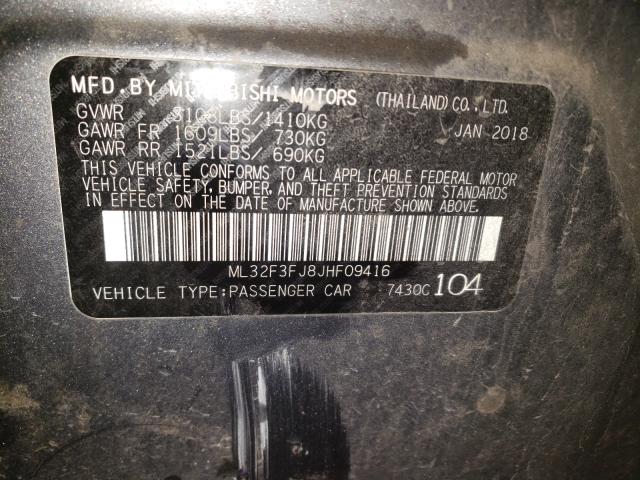 MFD. BY MITSUBISHI MOTORS (THAILAND) CO., LTD.
GVWR 3108LBS/1410KG JAN 2018
GAWR FR 1609LBS/ 730KG
GAWR RR 1521LBS/ 690KG
THIS VEHICLE CONFORMS TO ALL APPLICABLE FEDERAL MOTOR
VEHICLE SAFETY, BUMPER, AND THEFT PREVENTION STANDARDS
IN EFFECT ON THE DATE OF MANUFACTURE SHOWN ABOVE.
ML32F3FJ8JHF09416
VEHICLE TYPE:PASSENGER CAR 7430C 104